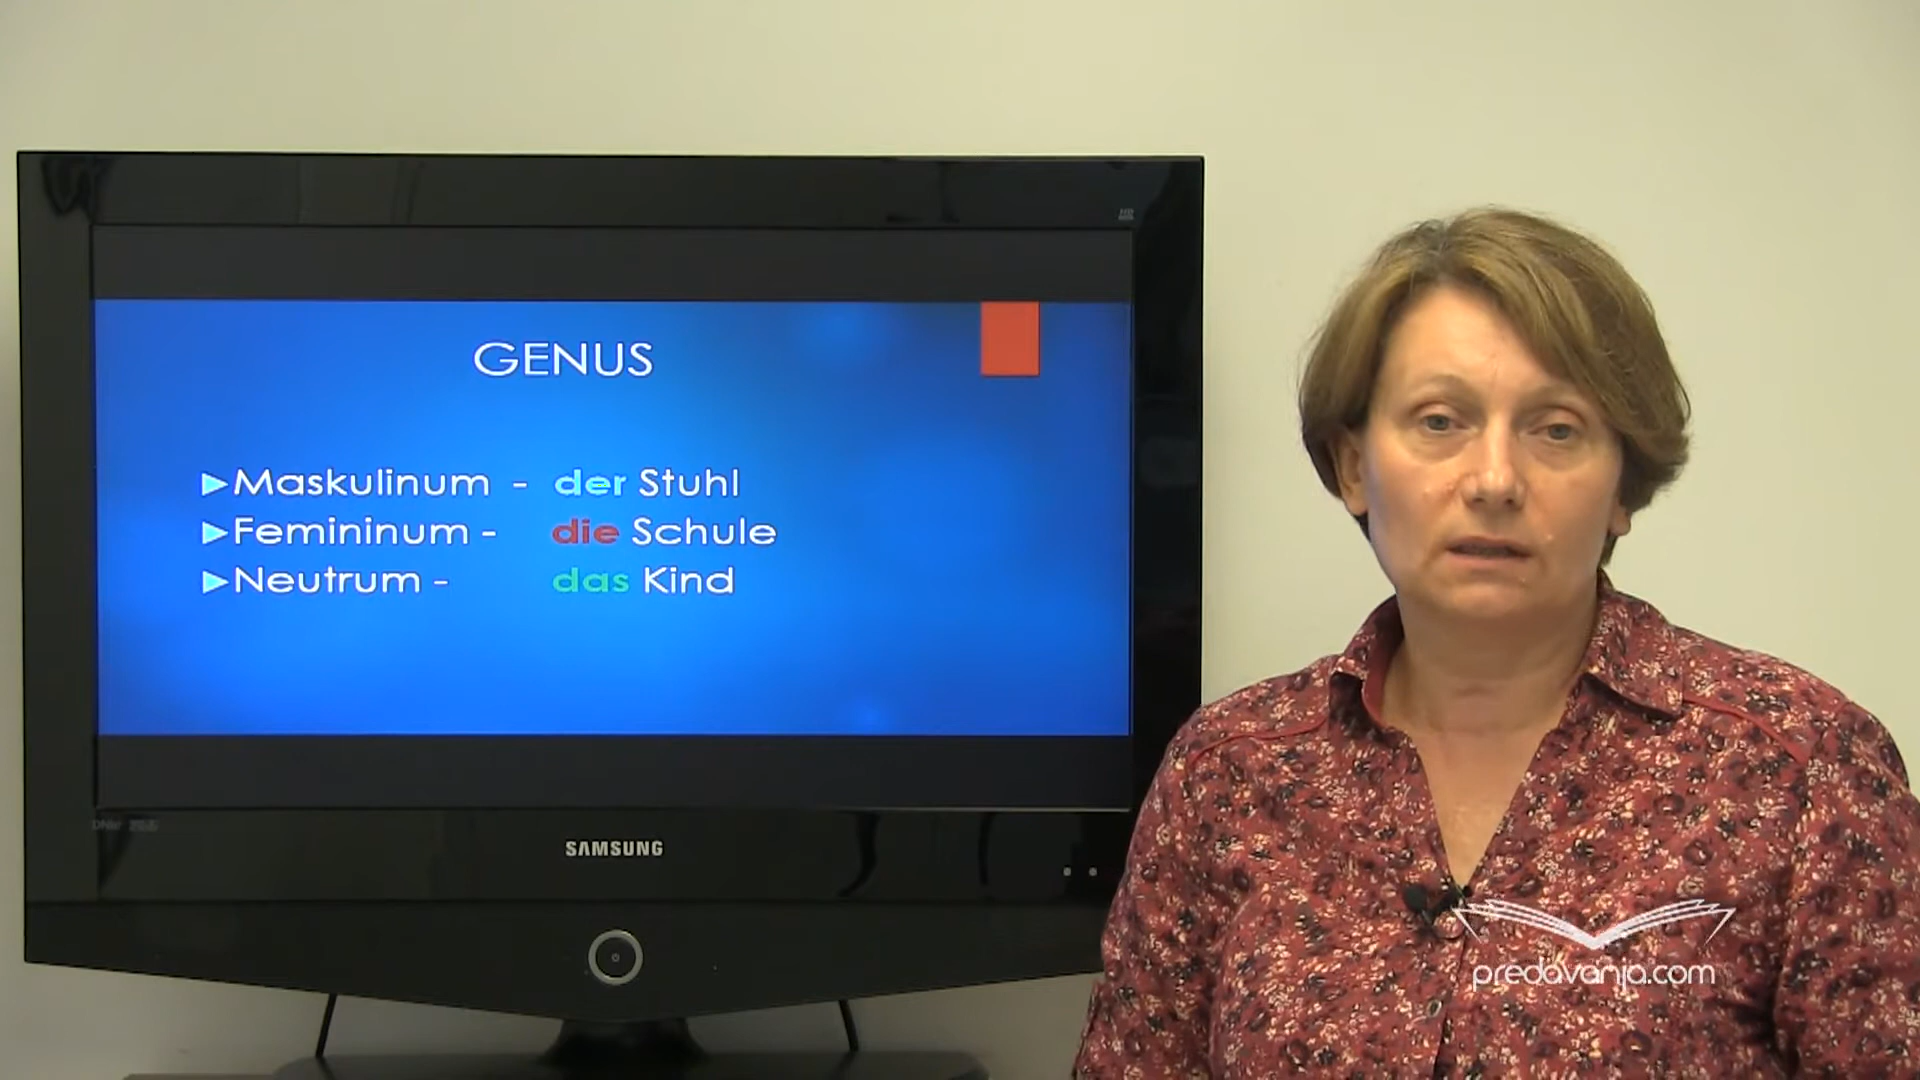 GENUS
▶Maskulinum - der Stuhl
▶Femininum - die Schule
▶Neutrum - das Kind
SAMSUNG
predavanja.com